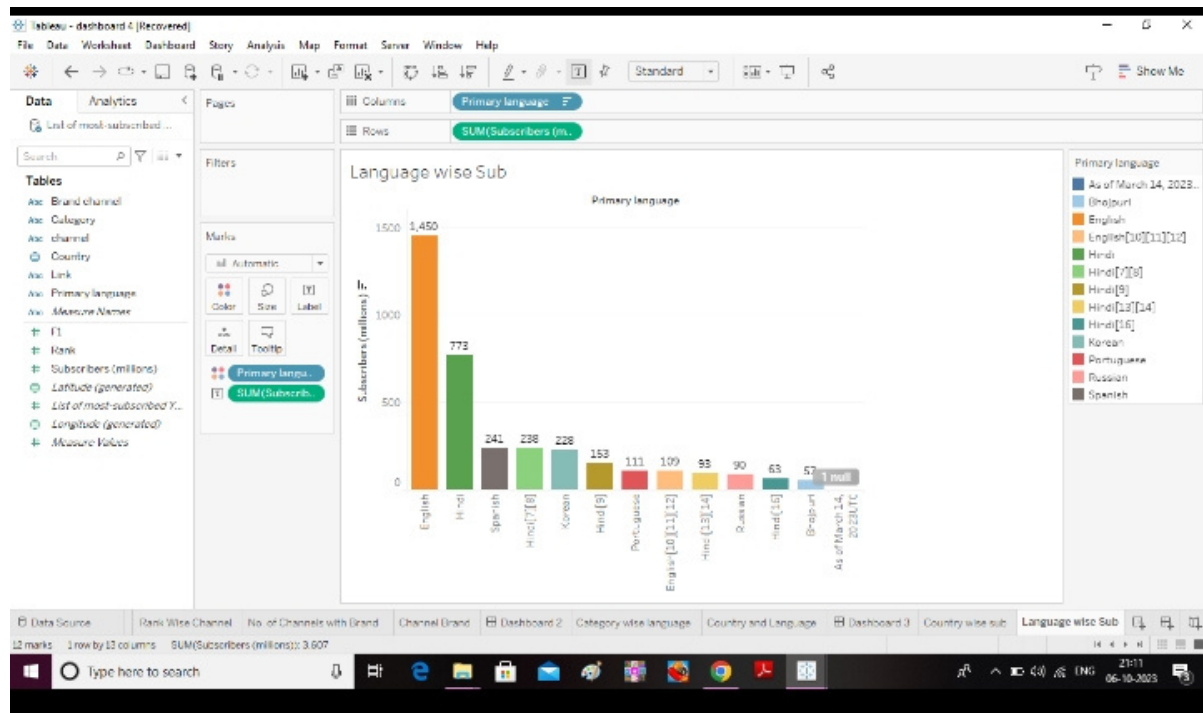 Tableau - dashboard 4 [Recovered]
File Data Worksheet Dashboard Story Analysis Map Format Server Window Help
Standard
Show Me
Data Analytics
List of most-subscribed ...
Search
Tables
Abc Brand channel
Abc Category
Abc channel
Country
Abc Link
Abc Primary language
Abc Measure Names
F1
Rank
Subscribers (millions)
Latitude (generated)
List of most-subscribed Y...
Longitude (generated)
Measure Values
Pages
Filters
Marks
Automatic
Color Size Label
Detail Tooltip
Primary langu..
SUM(Subscrib..
Columns Primary language
Rows SUM(Subscribers (m..
Language wise Sub
Primary language
Subscribers (millions)
1500
1000
500
0
1,450
773
241
238
228
153
111
109
93
90
63
57
1 null
English
Hindi
Spanish
Hindi[7][8]
Korean
Hindi[9]
Portuguese
English[10][11][12]
Hindi[13][14]
Russian
Hindi[16]
Bhojpuri
As of March 14,
2023UTC
Primary language
As of March 14, 2023..
Bhojpuri
English
English[10][11][12]
Hindi
Hindi[7][8]
Hindi[9]
Hindi[13][14]
Hindi[16]
Korean
Portuguese
Russian
Spanish
Data Source Rank Wise Channel No. of Channels with Brand Channel Brand Dashboard 2 Category wise language Country and Language Dashboard 3 Country wise sub Language wise Sub
12 marks 1 row by 13 columns SUM(Subscribers (millions)): 3,607
Type here to search
ENG
21:11
06-10-2023
3